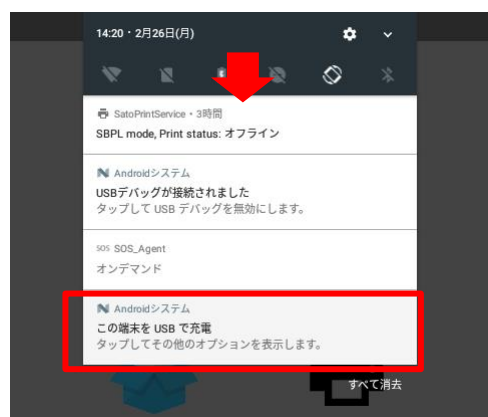 14:20・2月26日(月)
SatoPrintService • 3時間
SBPL mode, Print status: オフライン
Androidシステム
USBデバッグが接続されました
タップして USB デバッグを無効にします。
SOS SOS_Agent
オンデマンド
Androidシステム
この端末を USB で充電
タップしてその他のオプションを表示します。
すべて消去